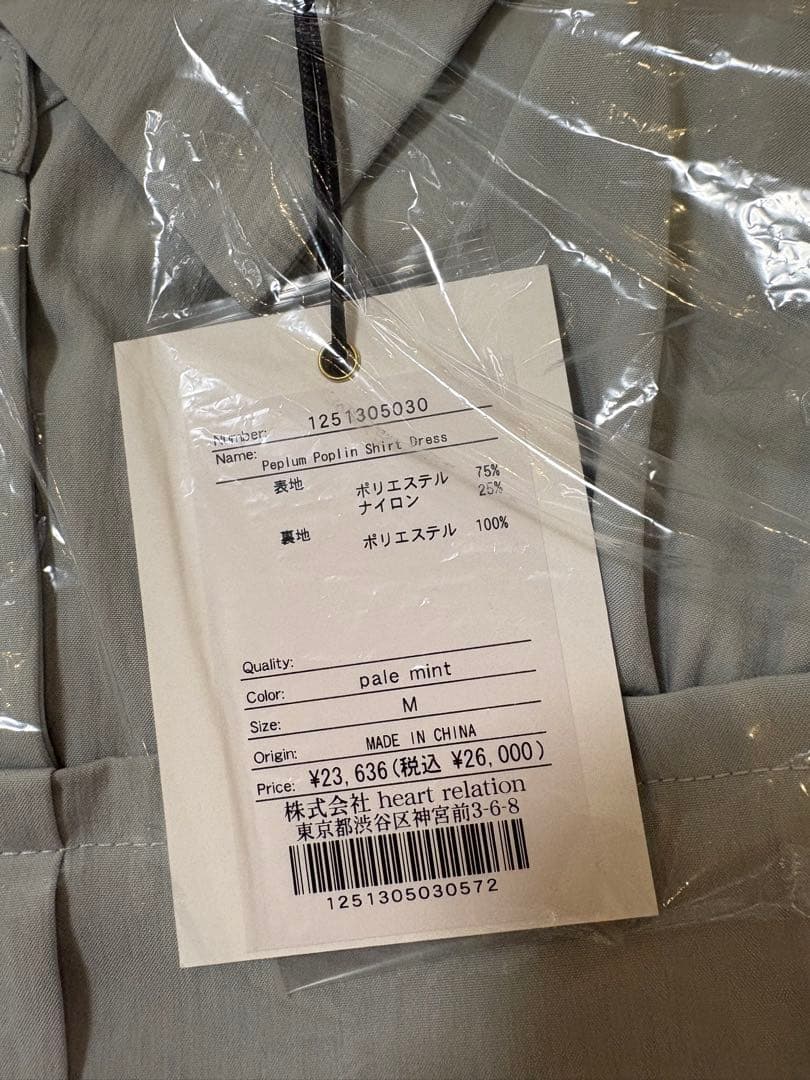 Number: 1251305030
Name: Peplum Poplin Shirt Dress
表地 ポリエステル 75%
ナイロン 25%
裏地 ポリエステル 100%
Quality:
Color: pale mint
Size: M
Origin: MADE IN CHINA
Price: ¥23,636(税込 ¥26,000)
株式会社 heart relation
東京都渋谷区神宮前3-6-8
1251305030572